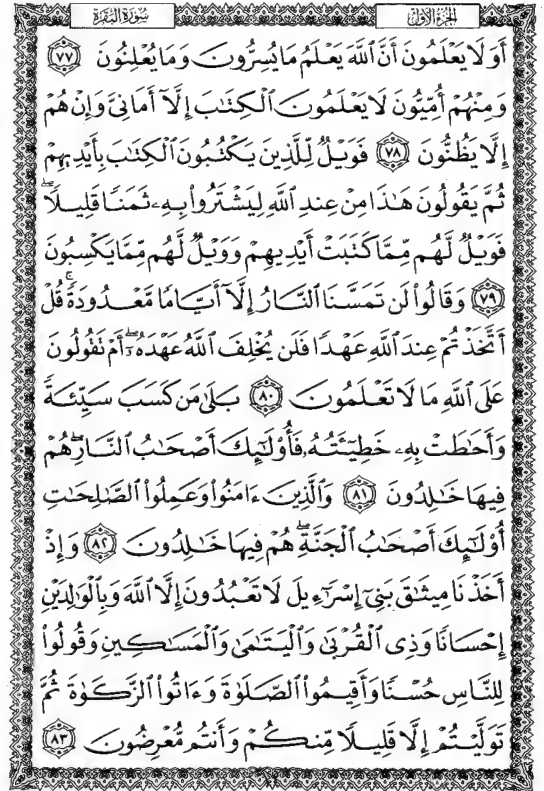 الجزء الأول
سورة البقرة
أَوَلَا يَعْلَمُونَ أَنَّ ٱللَّهَ يَعْلَمُ مَا يُسِرُّونَ وَمَا يُعْلِنُونَ ٧٧
وَمِنْهُمْ أُمِّيُّونَ لَا يَعْلَمُونَ ٱلْكِتَٰبَ إِلَّآ أَمَانِىَّ وَإِنْ هُمْ
إِلَّا يَظُنُّونَ ٧٨ فَوَيْلٌ لِّلَّذِينَ يَكْتُبُونَ ٱلْكِتَٰبَ بِأَيْدِيهِمْ
ثُمَّ يَقُولُونَ هَٰذَا مِنْ عِندِ ٱللَّهِ لِيَشْتَرُوا۟ بِهِۦ ثَمَنًا قَلِيلًا ۖ
فَوَيْلٌ لَّهُم مِّمَّا كَتَبَتْ أَيْدِيهِمْ وَوَيْلٌ لَّهُم مِّمَّا يَكْسِبُونَ
٧٩ وَقَالُوا۟ لَن تَمَسَّنَا ٱلنَّارُ إِلَّآ أَيَّامًا مَّعْدُودَةً ۚ قُلْ
أَتَّخَذْتُمْ عِندَ ٱللَّهِ عَهْدًا فَلَن يُخْلِفَ ٱللَّهُ عَهْدَهُۥٓ ۖ أَمْ تَقُولُونَ
عَلَى ٱللَّهِ مَا لَا تَعْلَمُونَ ٨٠ بَلَىٰ مَن كَسَبَ سَيِّئَةً
وَأَحَٰطَتْ بِهِۦ خَطِيٓـَٔتُهُۥ فَأُو۟لَٰٓئِكَ أَصْحَٰبُ ٱلنَّارِ ۖ هُمْ
فِيهَا خَٰلِدُونَ ٨١ وَٱلَّذِينَ ءَامَنُوا۟ وَعَمِلُوا۟ ٱلصَّٰلِحَٰتِ
أُو۟لَٰٓئِكَ أَصْحَٰبُ ٱلْجَنَّةِ ۖ هُمْ فِيهَا خَٰلِدُونَ ٨٢ وَإِذْ
أَخَذْنَا مِيثَٰقَ بَنِىٓ إِسْرَٰٓءِيلَ لَا تَعْبُدُونَ إِلَّا ٱللَّهَ وَبِٱلْوَٰلِدَيْنِ
إِحْسَانًا وَذِى ٱلْقُرْبَىٰ وَٱلْيَتَٰمَىٰ وَٱلْمَسَٰكِينِ وَقُولُوا۟
لِلنَّاسِ حُسْنًا وَأَقِيمُوا۟ ٱلصَّلَوٰةَ وَءَاتُوا۟ ٱلزَّكَوٰةَ ثُمَّ
تَوَلَّيْتُمْ إِلَّا قَلِيلًا مِّنكُمْ وَأَنتُم مُّعْرِضُونَ ٨٣